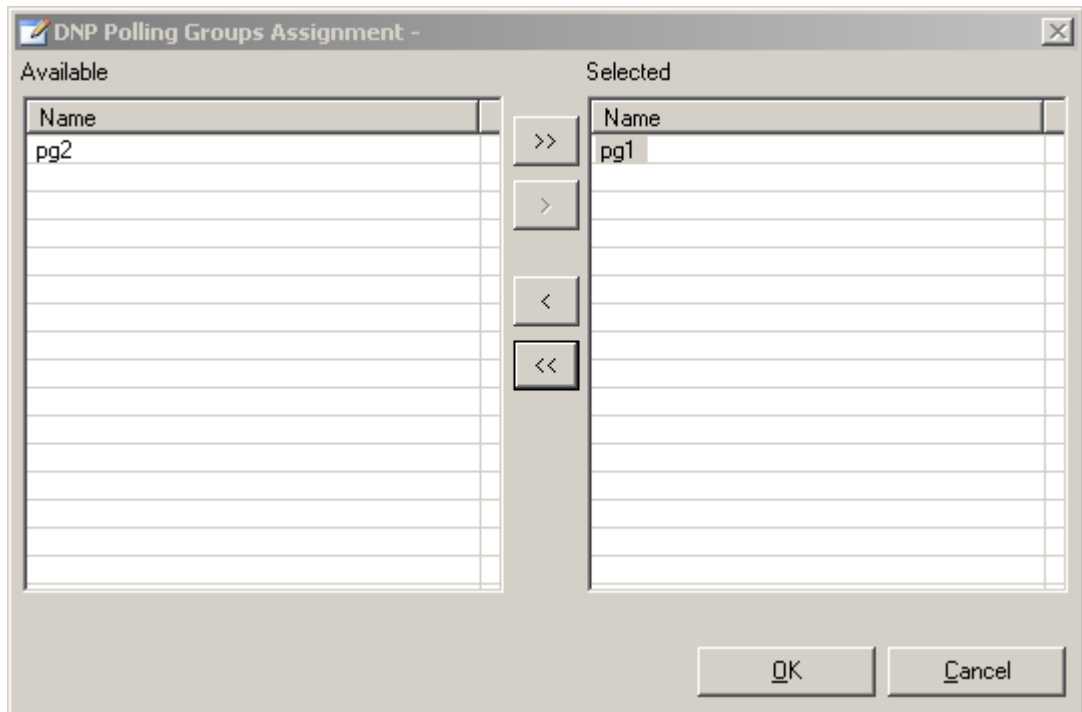 DNP Polling Groups Assignment -
Available
Selected
Name
Name
pg2
pg1
>>
>
<
<<
OK
Cancel